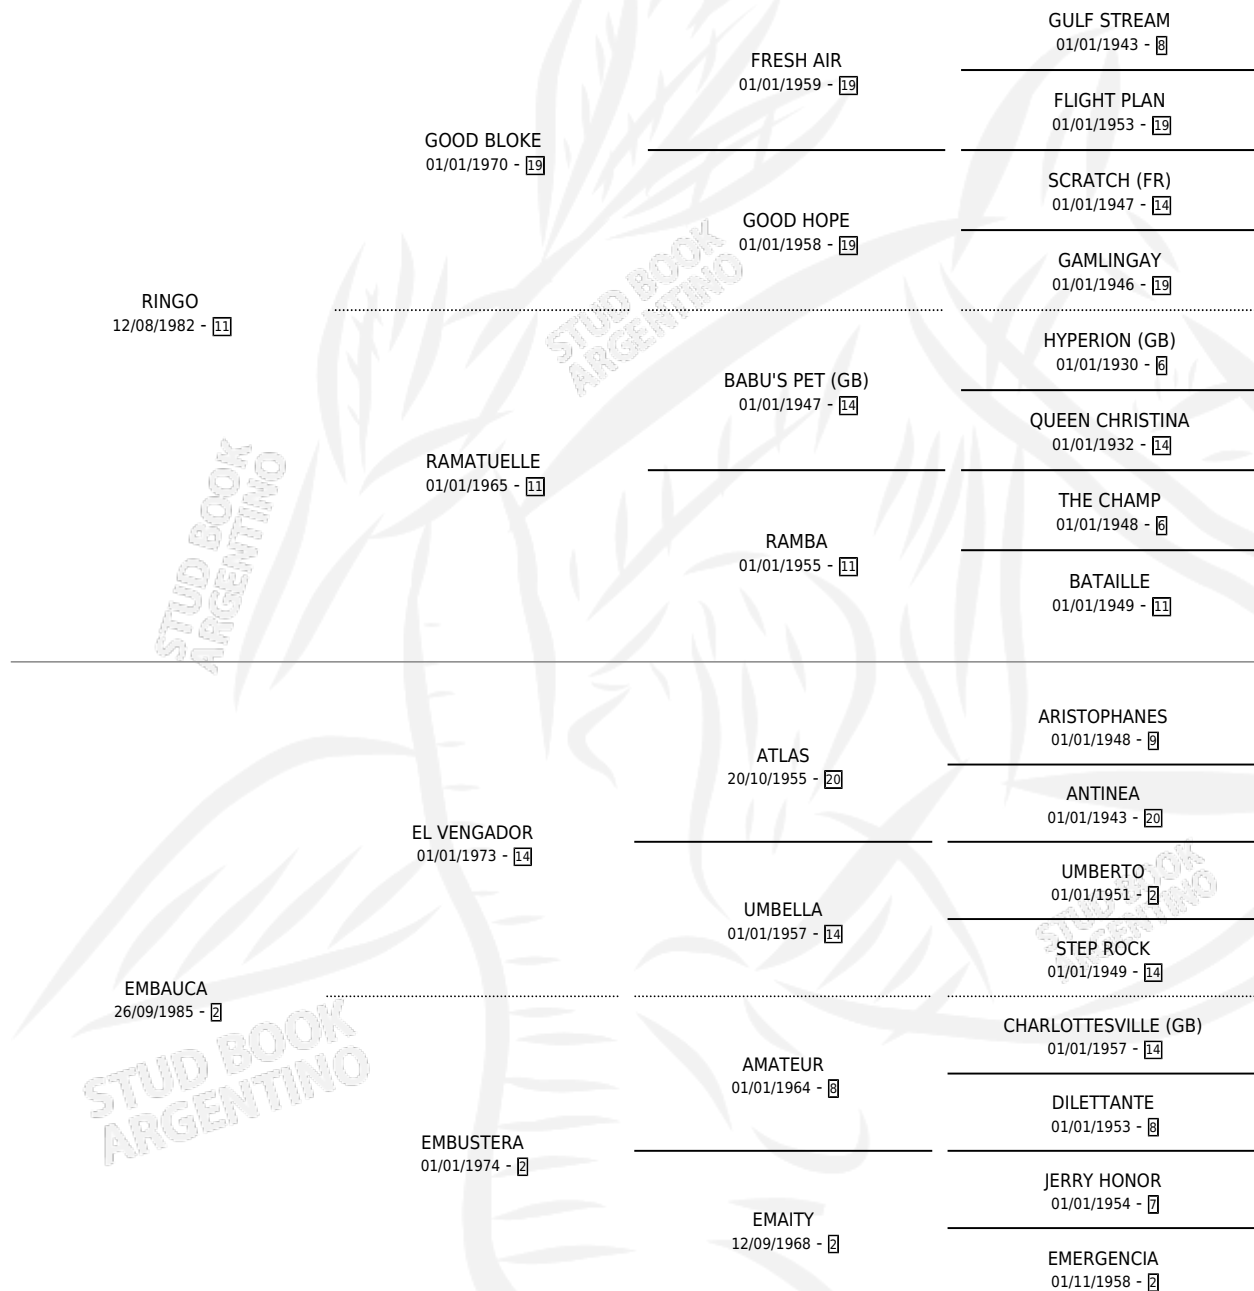 GULF STREAM
01/01/1943 - 8
FRESH AIR
01/01/1959 - 19
FLIGHT PLAN
01/01/1953 - 19
GOOD BLOKE
01/01/1970 - 19
SCRATCH (FR)
01/01/1947 - 14
GOOD HOPE
01/01/1958 - 19
GAMLINGAY
01/01/1946 - 19
RINGO
12/08/1982 - 11
HYPERION (GB)
01/01/1930 - 6
BABU'S PET (GB)
01/01/1947 - 14
QUEEN CHRISTINA
01/01/1932 - 14
RAMATUELLE
01/01/1965 - 11
THE CHAMP
01/01/1948 - 6
RAMBA
01/01/1955 - 11
BATAILLE
01/01/1949 - 11
ARISTOPHANES
01/01/1948 - 9
ATLAS
20/10/1955 - 20
ANTINEA
01/01/1943 - 20
EL VENGADOR
01/01/1973 - 14
UMBERTO
01/01/1951 - 2
UMBELLA
01/01/1957 - 14
STEP ROCK
01/01/1949 - 14
EMBAUCA
26/09/1985 - 2
CHARLOTTESVILLE (GB)
01/01/1957 - 14
AMATEUR
01/01/1964 - 8
DILETTANTE
01/01/1953 - 8
EMBUSTERA
01/01/1974 - 2
JERRY HONOR
01/01/1954 - 7
EMAITY
12/09/1968 - 2
EMERGENCIA
01/11/1958 - 2
STUD BOOK
ARGENTINO
STUD BOOK
ARGENTINO
STUD BOOK
ARGENTINO
STUD BOOK
ARGENTINO